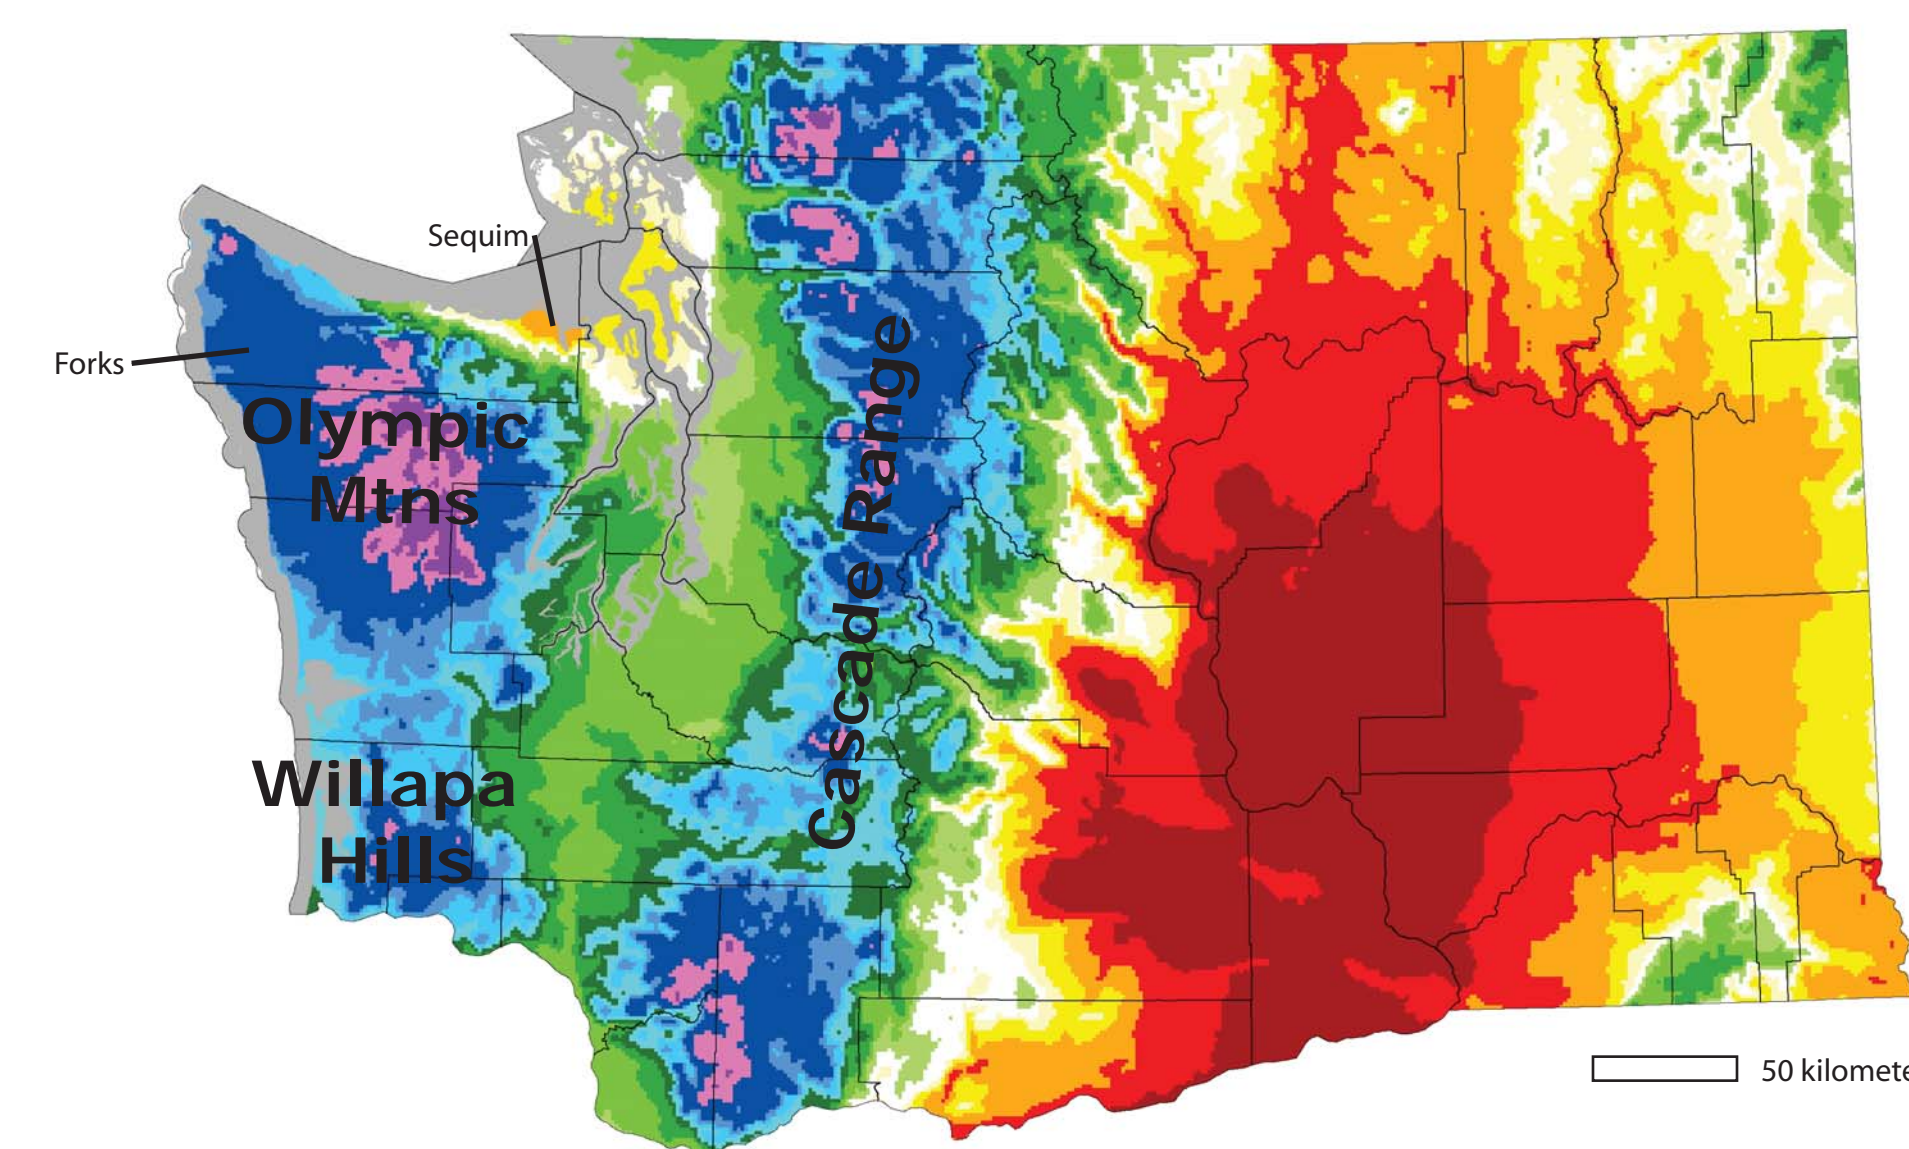 Sequim
Forks
Olympic
Mtns
Cascade Range
Willapa
Hills
50 kilomete